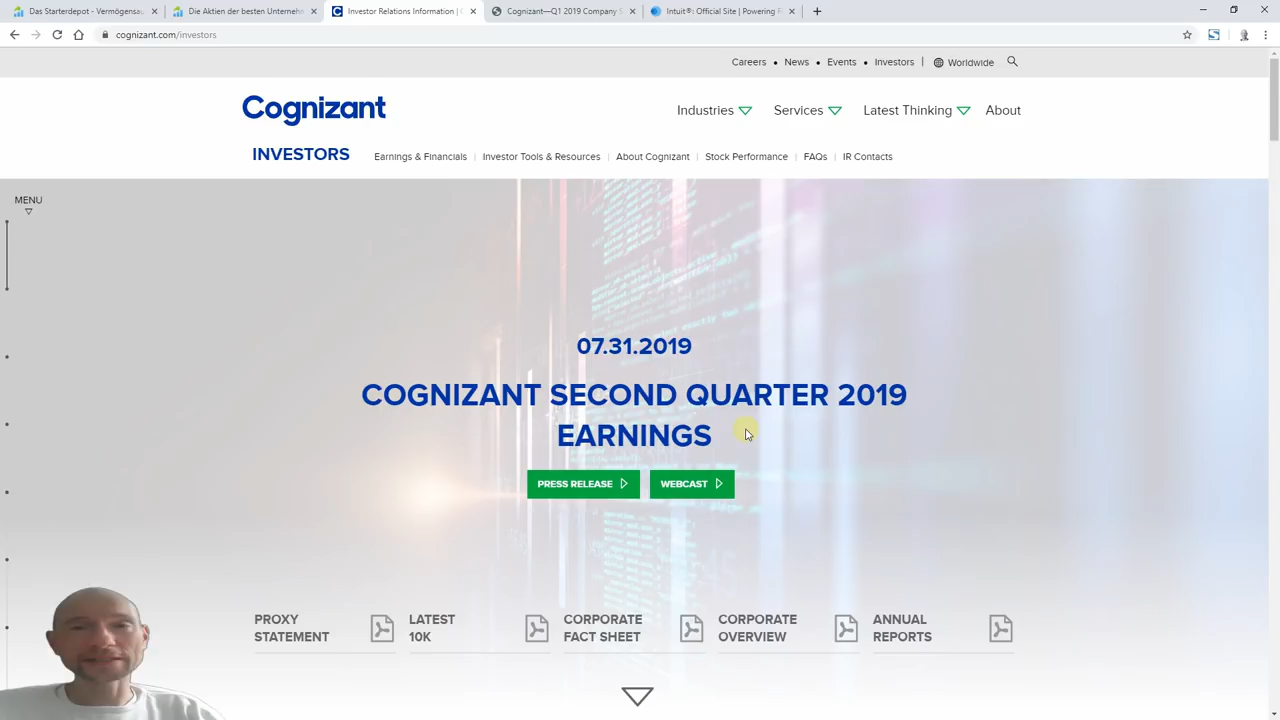 Das Starterdepot - Vermögensau
Die Aktien der besten Unternehm
Investor Relations Information | C
Cognizant—Q1 2019 Company S
Intuit®: Official Site | Powering P
cognizant.com/investors
Careers • News • Events • Investors | Worldwide
Cognizant
Industries Services Latest Thinking About
INVESTORS
Earnings & Financials | Investor Tools & Resources | About Cognizant | Stock Performance | FAQs | IR Contacts
MENU
07.31.2019
COGNIZANT SECOND QUARTER 2019
EARNINGS
PRESS RELEASE
WEBCAST
PROXY
STATEMENT
LATEST
10K
CORPORATE
FACT SHEET
CORPORATE
OVERVIEW
ANNUAL
REPORTS